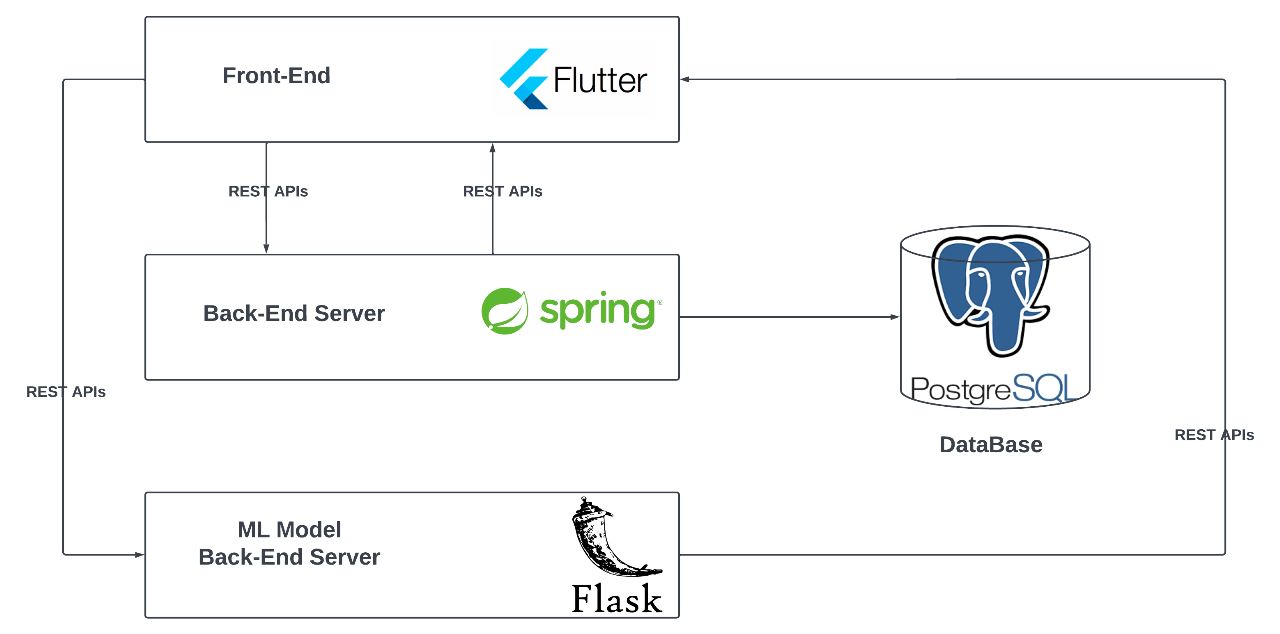 Front-End
Flutter
REST APIs
REST APIs
Back-End Server
spring
PostgreSQL
REST APIs
DataBase
REST APIs
ML Model
Back-End Server
Flask